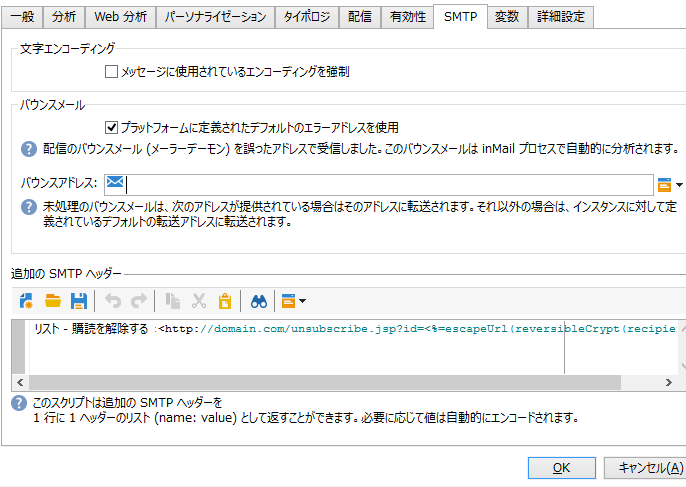 一般 分析 Web 分析 パーソナライゼーション タイポロジ 配信 有効性 SMTP 変数 詳細設定
文字エンコーディング
メッセージに使用されているエンコーディングを強制
バウンスメール
プラットフォームに定義されたデフォルトのエラーアドレスを使用
配信のバウンスメール (メーラーデーモン) を誤ったアドレスで受信しました。このバウンスメールは inMail プロセスで自動的に分析されます。
バウンスアドレス:
未処理のバウンスメールは、次のアドレスが提供されている場合はそのアドレスに転送されます。それ以外の場合は、インスタンスに対して定
義されているデフォルトの転送アドレスに転送されます。
追加の SMTP ヘッダー
リスト - 購読を解除する :<http://domain.com/unsubscribe.jsp?id=<%=escapeUrl(reversibleCrypt(recipie
このスクリプトは追加の SMTP ヘッダーを
1 行に 1 ヘッダーのリスト (name: value) として返すことができます。必要に応じて値は自動的にエンコードされます。
OK キャンセル(A)